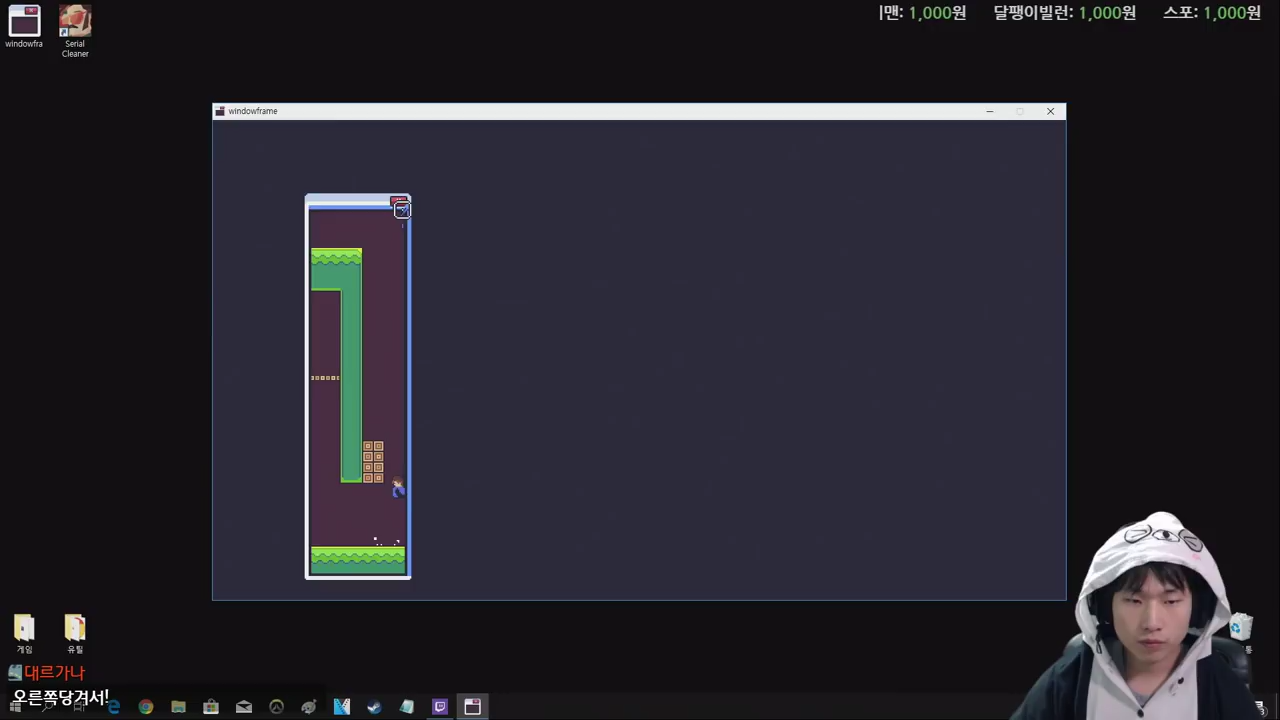 |맨: 1,000원 달팽이빌런: 1,000원 스포: 1,000원
windowfra
Serial
Cleaner
windowframe
게임
유틸
통
대르가나
오른쪽당겨서!